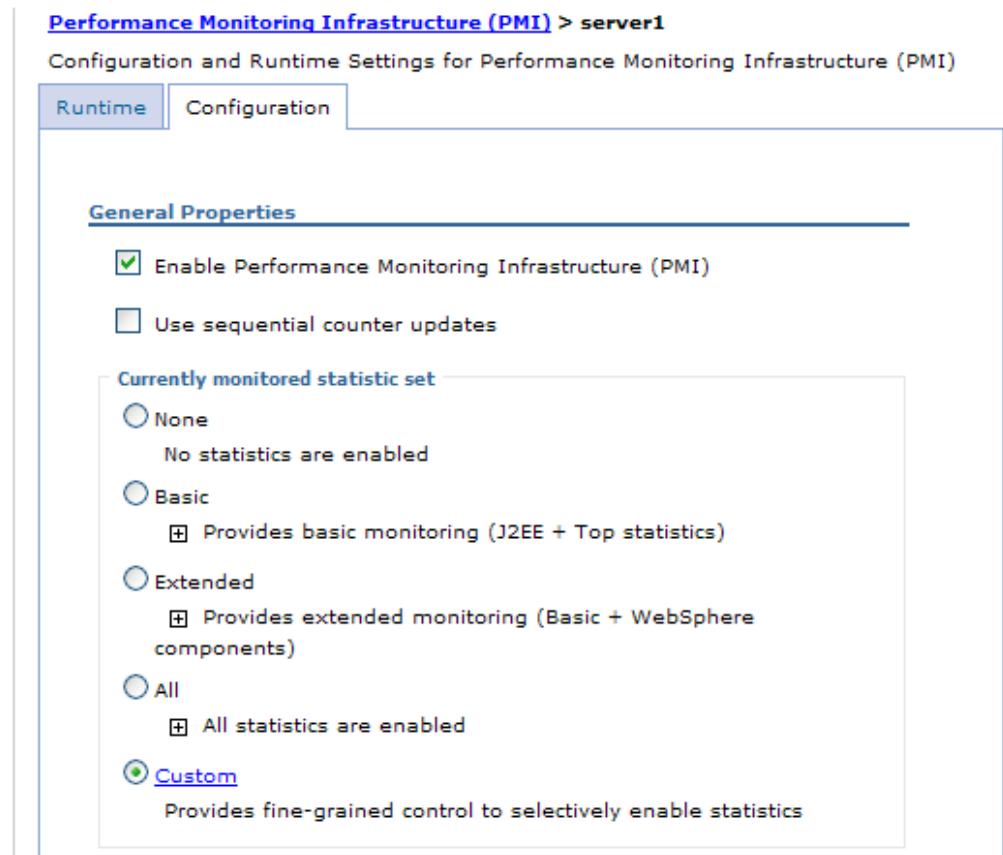 Performance Monitoring Infrastructure (PMI) > server1
Configuration and Runtime Settings for Performance Monitoring Infrastructure (PMI)
Runtime
Configuration
General Properties
Enable Performance Monitoring Infrastructure (PMI)
Use sequential counter updates
Currently monitored statistic set
None
No statistics are enabled
Basic
Provides basic monitoring (J2EE + Top statistics)
Extended
Provides extended monitoring (Basic + WebSphere
components)
All
All statistics are enabled
Custom
Provides fine-grained control to selectively enable statistics